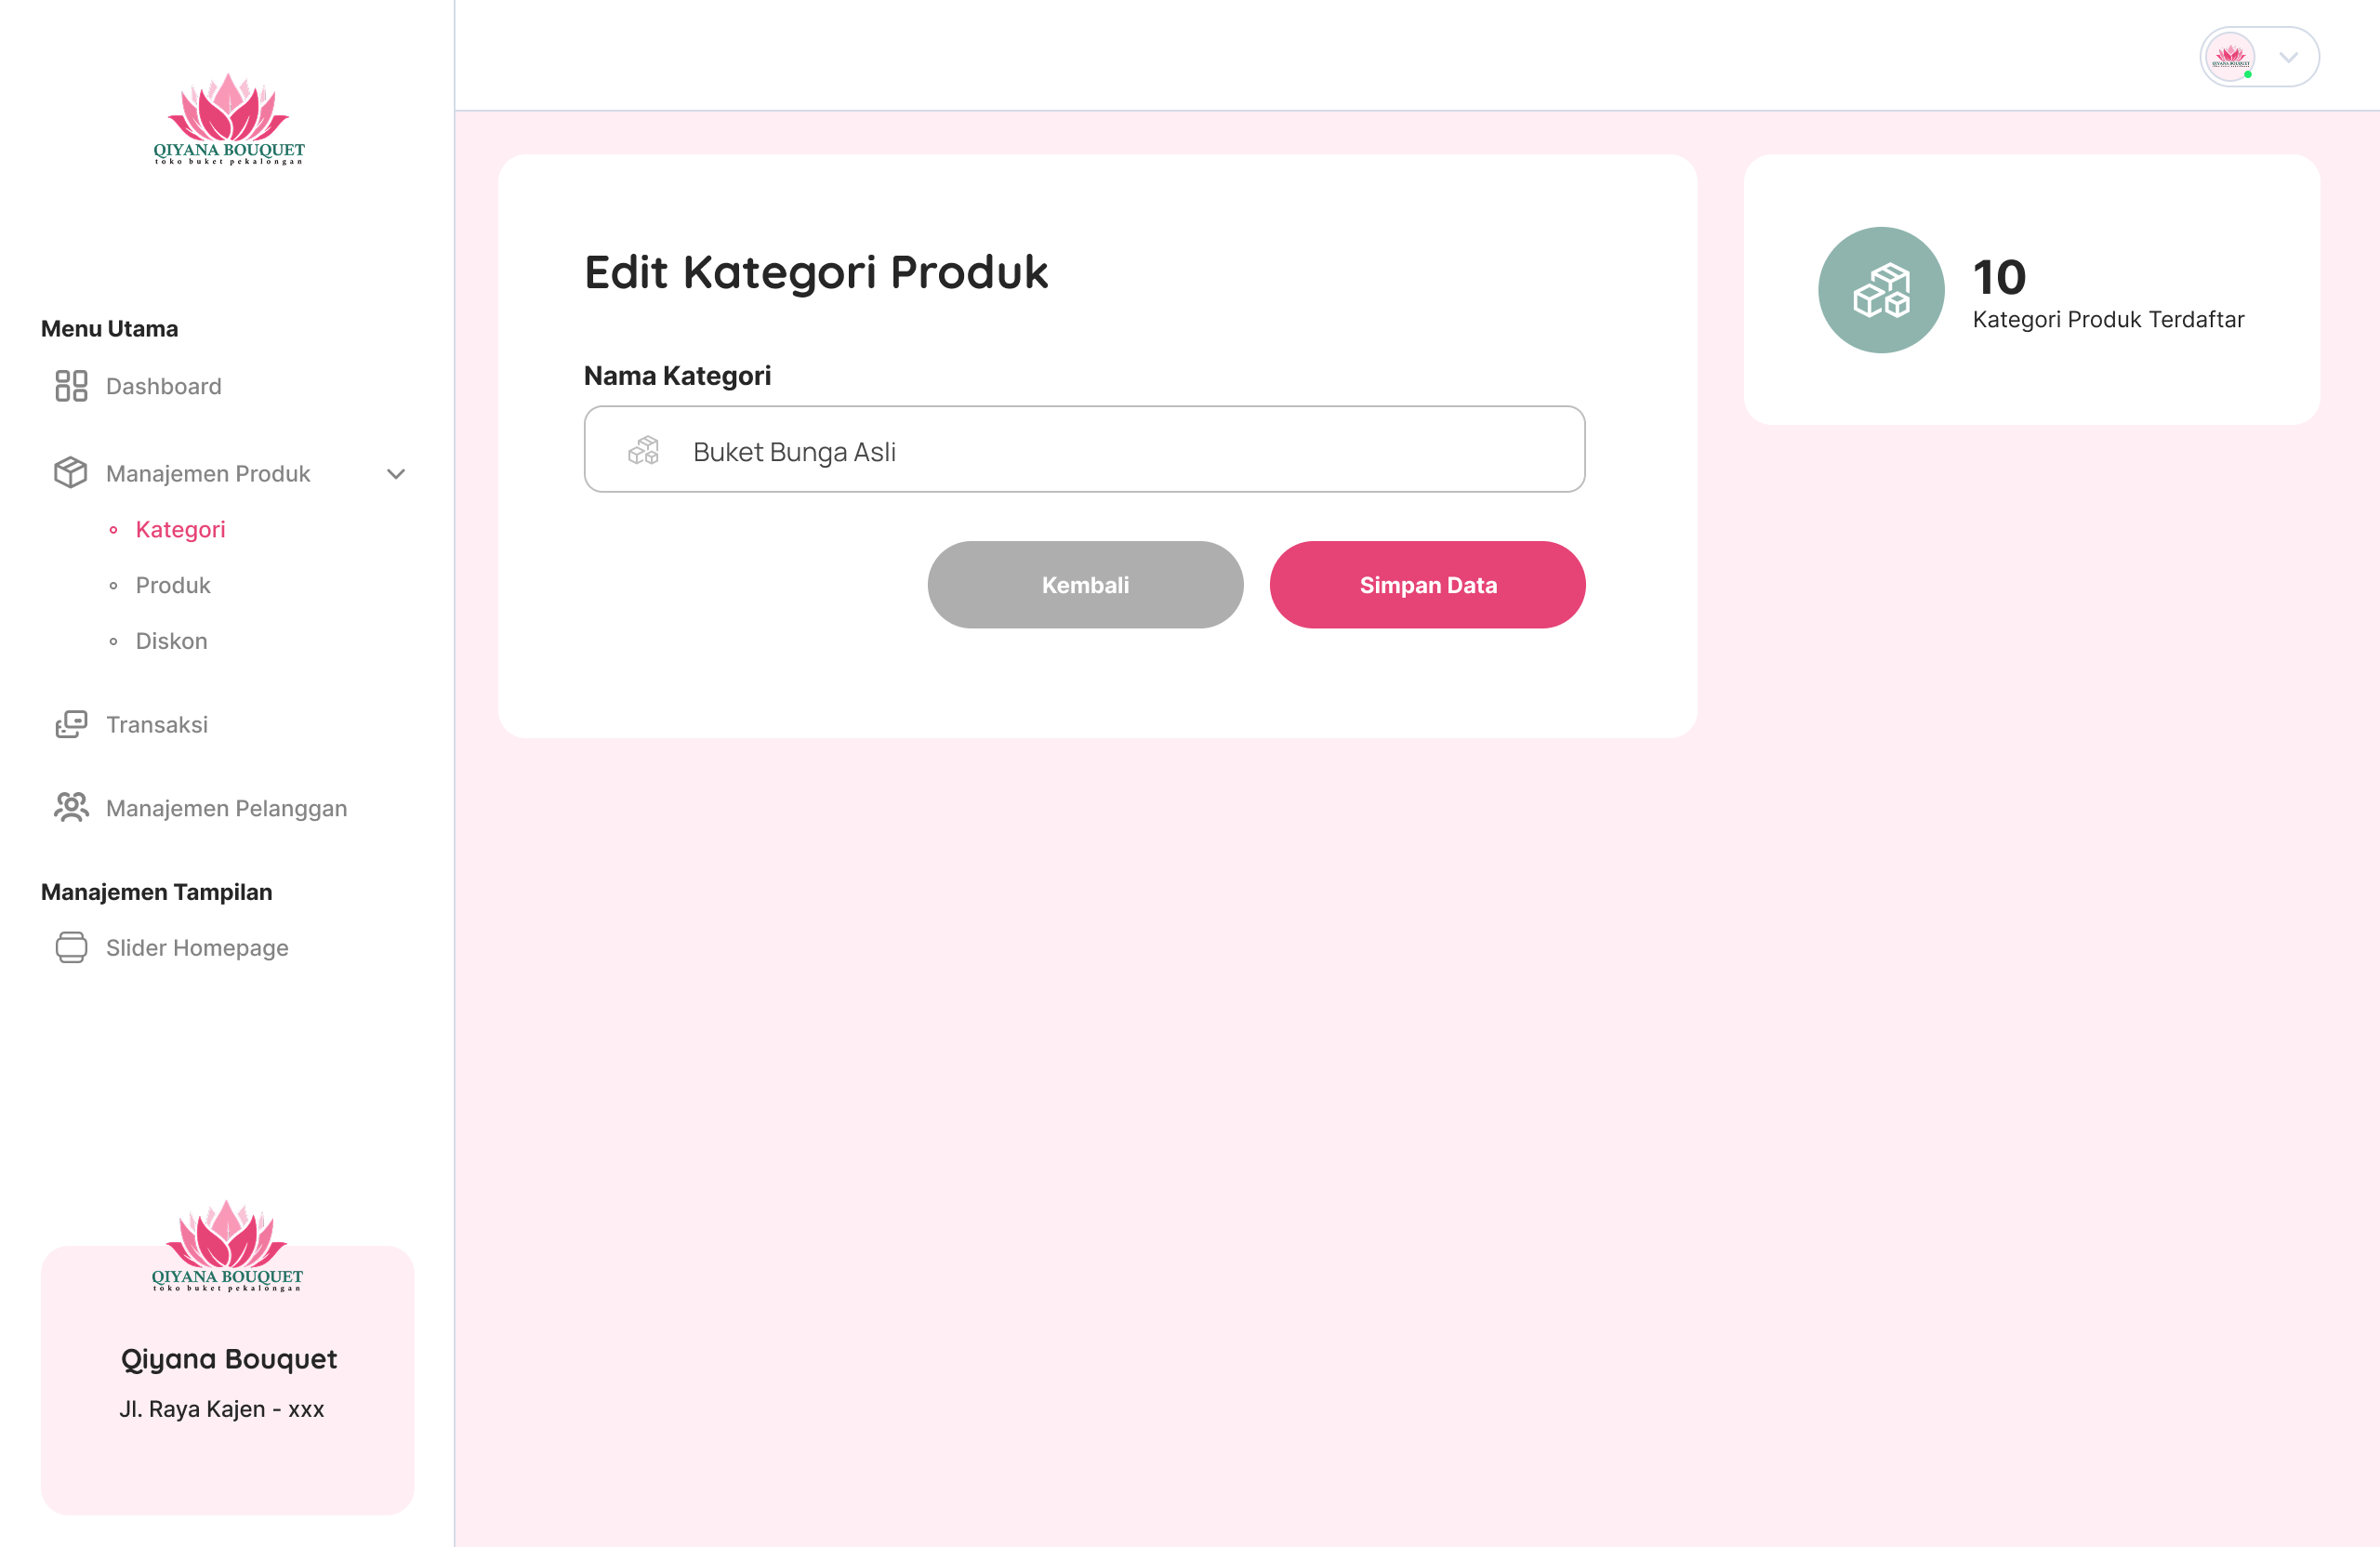 QIYANA BOUQUET
toko buket pekalongan
Menu Utama
Dashboard
Manajemen Produk
Kategori
Produk
Diskon
Transaksi
Manajemen Pelanggan
Manajemen Tampilan
Slider Homepage
QIYANA BOUQUET
toko buket pekalongan
Qiyana Bouquet
Jl. Raya Kajen - xxx
QIYANA BOUQUET
Edit Kategori Produk
Nama Kategori
Buket Bunga Asli
Kembali
Simpan Data
10
Kategori Produk Terdaftar